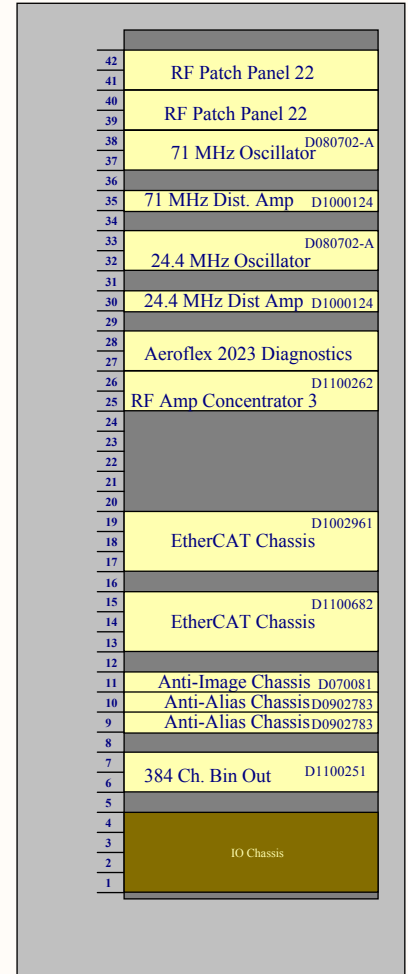 42
RF Patch Panel 22
41
40
RF Patch Panel 22
39
38
D080702-A
71 MHz Oscillator
37
36
35
71 MHz Dist. Amp D1000124
34
33
D080702-A
32
24.4 MHz Oscillator
31
30
24.4 MHz Dist Amp D1000124
29
28
Aeroflex 2023 Diagnostics
27
26
D1100262
25
RF Amp Concentrator 3
24
23
22
21
20
19
D1002961
18
EtherCAT Chassis
17
16
15
D1100682
14
EtherCAT Chassis
13
12
11
Anti-Image Chassis D070081
10
Anti-Alias Chassis D0902783
9
Anti-Alias Chassis D0902783
8
7
384 Ch. Bin Out D1100251
6
5
4
3
IO Chassis
2
1